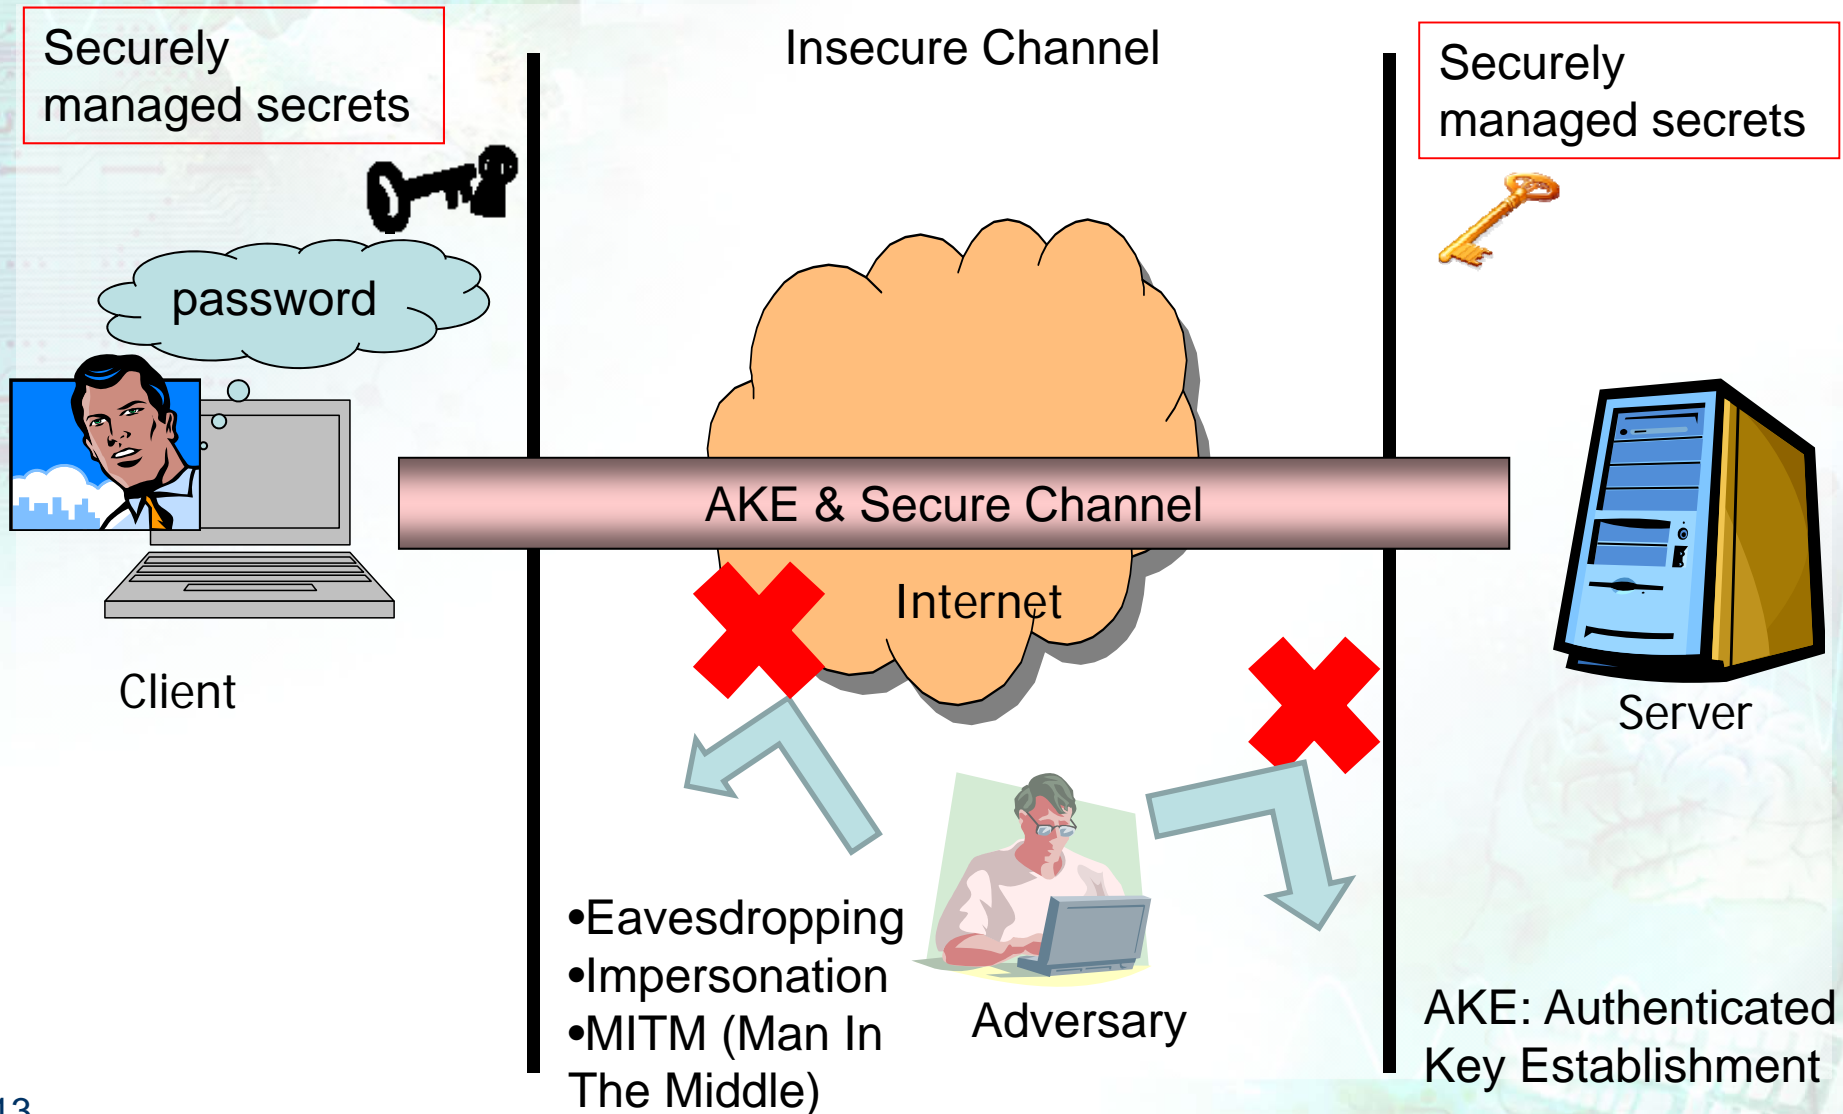 Securely
managed secrets
Insecure Channel
Securely
managed secrets
password
AKE & Secure Channel
Internet
Client
Server
•Eavesdropping
•Impersonation
•MITM (Man In
The Middle)
Adversary
AKE: Authenticated
Key Establishment
13